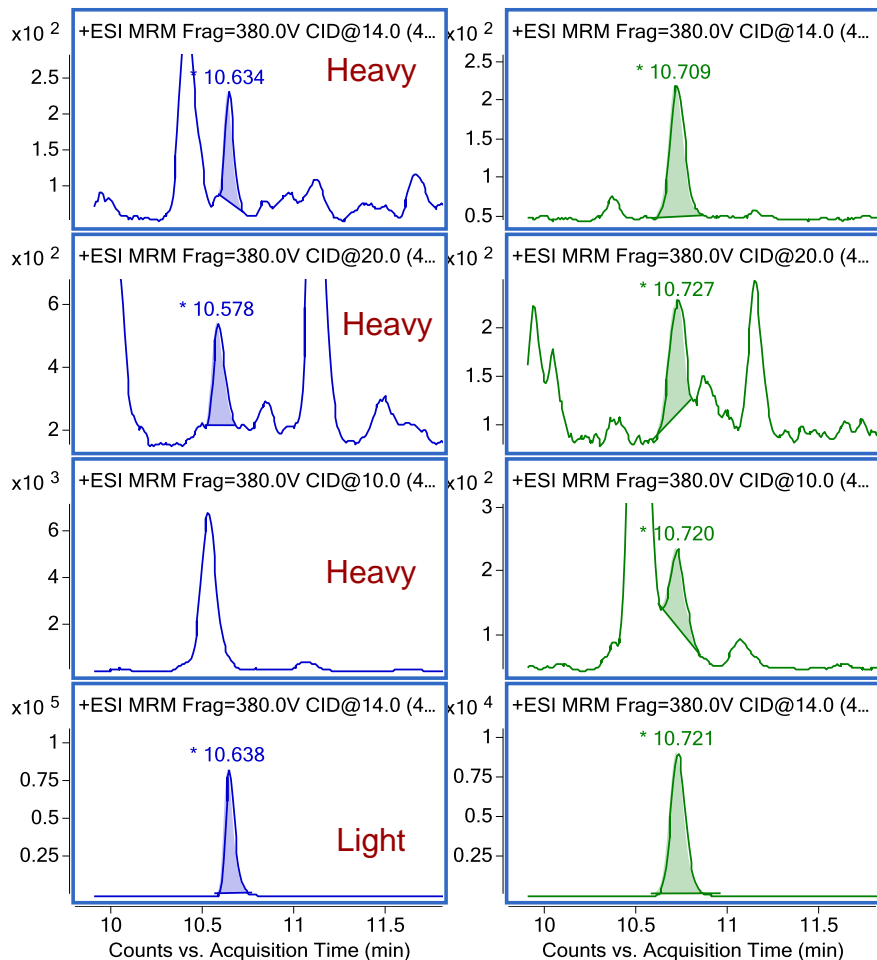 x10 2 +ESI MRM Frag=380.0V CID@14.0 (4...
2.5
2
1.5
1
* 10.634
Heavy
x10 2 +ESI MRM Frag=380.0V CID@14.0 (4...
2.5
2
1.5
1
0.5
* 10.709
x10 2 +ESI MRM Frag=380.0V CID@20.0 (4...
6
4
2
* 10.578
Heavy
x10 2 +ESI MRM Frag=380.0V CID@20.0 (4...
2
1
* 10.727
x10 3 +ESI MRM Frag=380.0V CID@10.0 (4...
6
4
2
Heavy
x10 2 +ESI MRM Frag=380.0V CID@10.0 (4...
3
2
1
* 10.720
x10 5 +ESI MRM Frag=380.0V CID@14.0 (4...
1
0.75
0.5
0.25
* 10.638
Light
10 10.5 11 11.5
Counts vs. Acquisition Time (min)
x10 4 +ESI MRM Frag=380.0V CID@14.0 (4...
1
0.75
0.5
0.25
* 10.721
10 10.5 11 11.5
Counts vs. Acquisition Time (min)